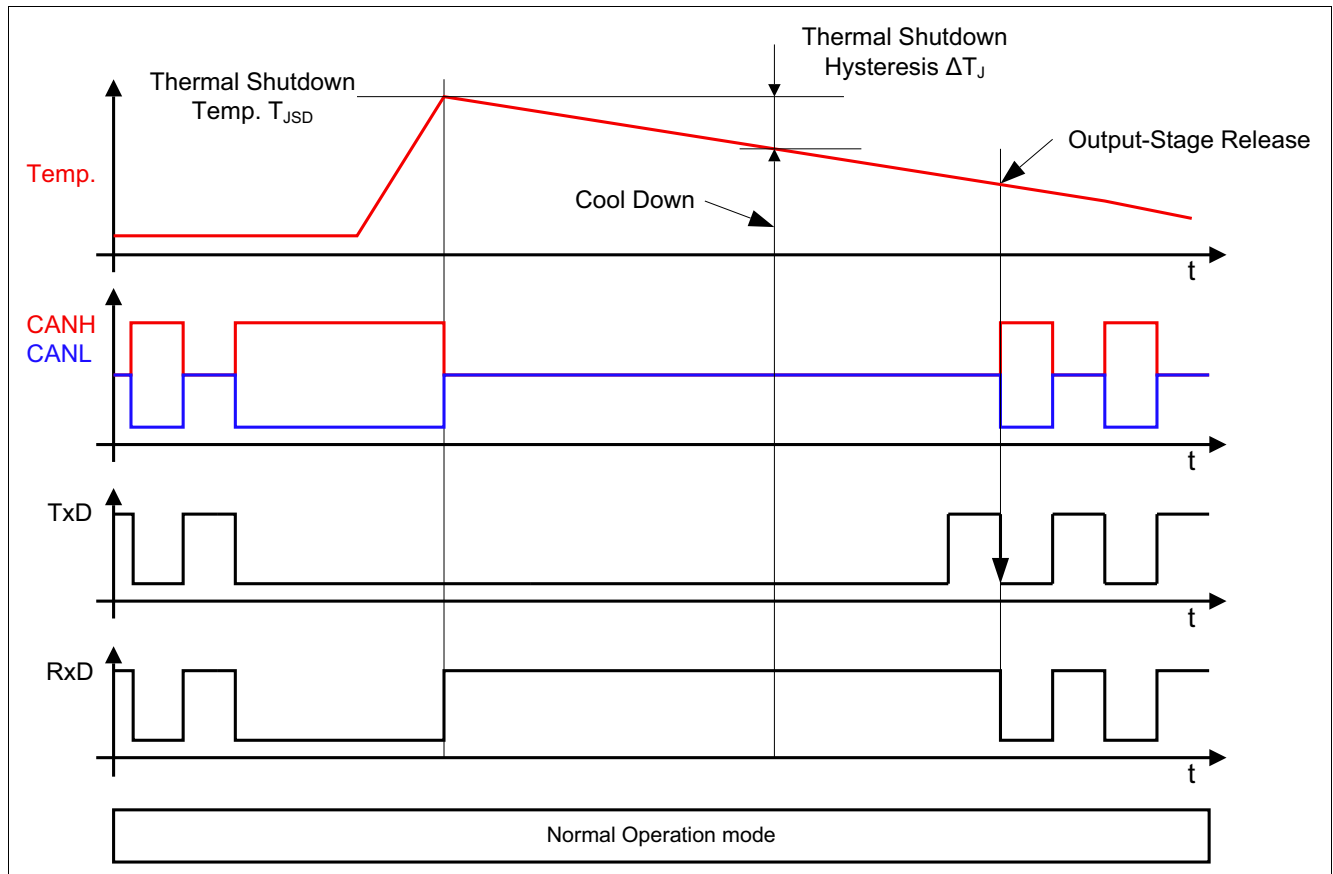 Thermal Shutdown
Hysteresis ΔTJ
Thermal Shutdown
Temp. TJSD
Output-Stage Release
Temp.
Cool Down
t
CANH
CANL
t
TxD
t
RxD
t
Normal Operation mode